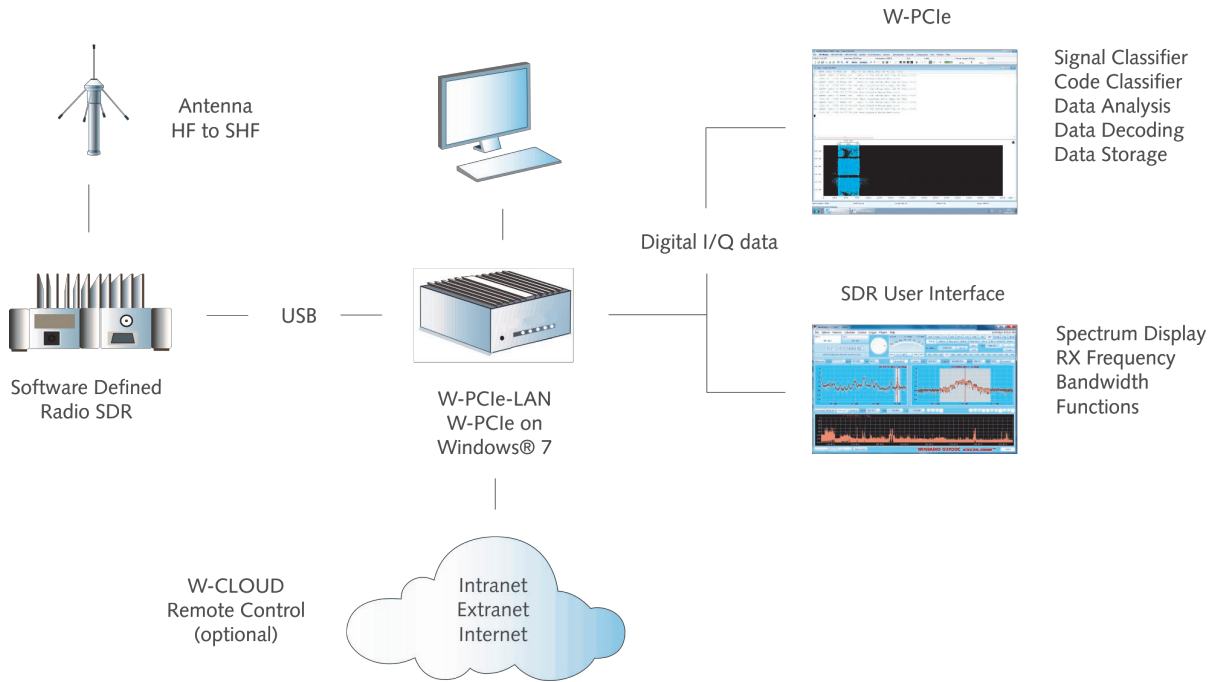 W-PCIe
Antenna
HF to SHF
Signal Classifier
Code Classifier
Data Analysis
Data Decoding
Data Storage
Digital I/Q data
USB
Software Defined
Radio SDR
W-PCIe-LAN
W-PCIe on
Windows® 7
SDR User Interface
Spectrum Display
RX Frequency
Bandwidth
Functions
W-CLOUD
Remote Control
(optional)
Intranet
Extranet
Internet